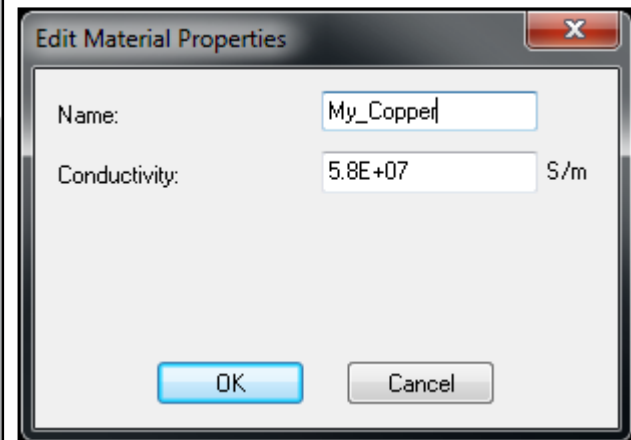 Edit Material Properties
Name: My_Copper
Conductivity: 5.8E+07 S/m
OK Cancel